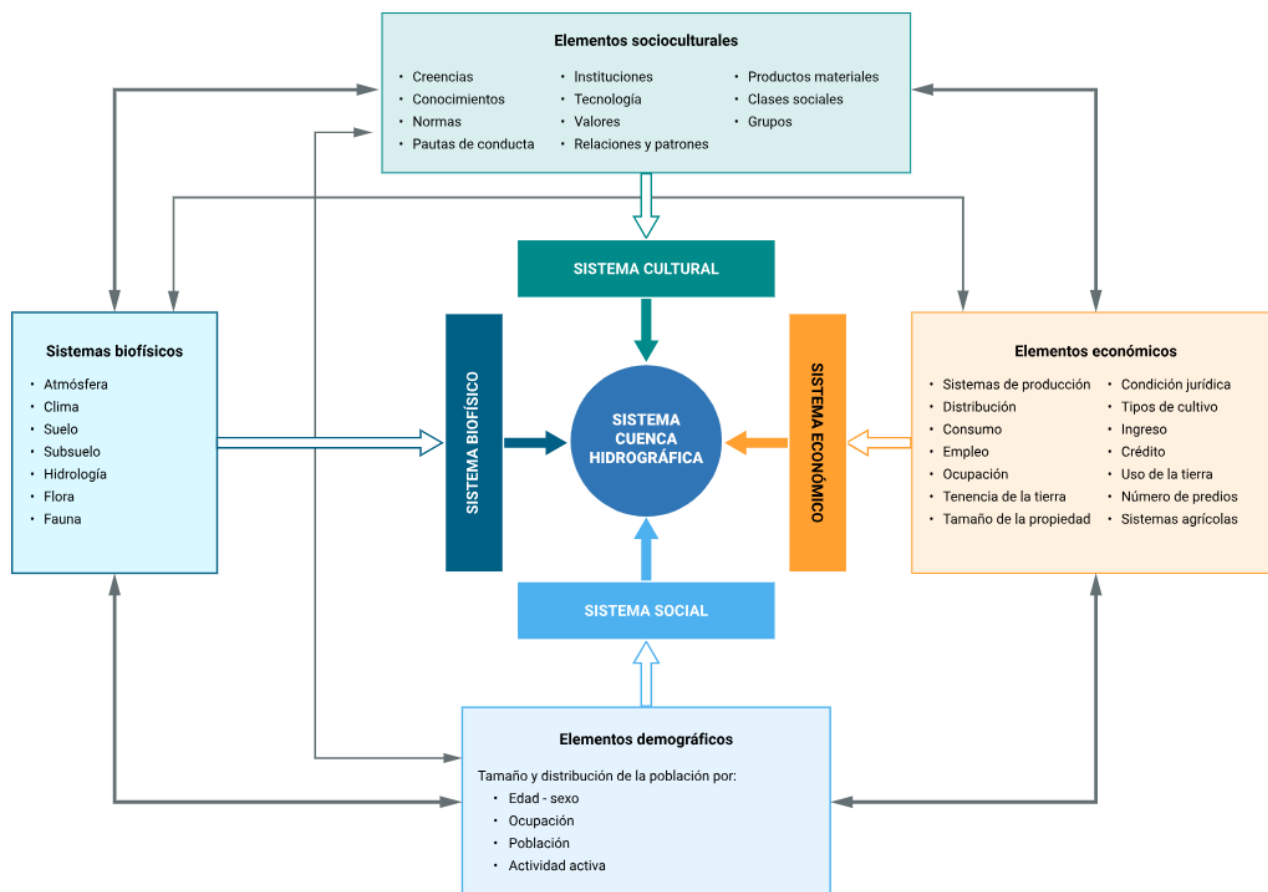 Elementos socioculturales
• Creencias
• Conocimientos
• Normas
• Pautas de conducta
• Instituciones
• Tecnología
• Valores
• Relaciones y patrones
• Productos materiales
• Clases sociales
• Grupos
SISTEMA CULTURAL
Sistemas biofísicos
• Atmósfera
• Clima
• Suelo
• Subsuelo
• Hidrología
• Flora
• Fauna
SISTEMA BIOFÍSICO
SISTEMA
CUENCA
HIDROGRÁFICA
SISTEMA ECONÓMICO
Elementos económicos
• Sistemas de producción
• Distribución
• Consumo
• Empleo
• Ocupación
• Tenencia de la tierra
• Tamaño de la propiedad
• Condición jurídica
• Tipos de cultivo
• Ingreso
• Crédito
• Uso de la tierra
• Número de predios
• Sistemas agrícolas
SISTEMA SOCIAL
Elementos demográficos
Tamaño y distribución de la población por:
• Edad - sexo
• Ocupación
• Población
• Actividad activa